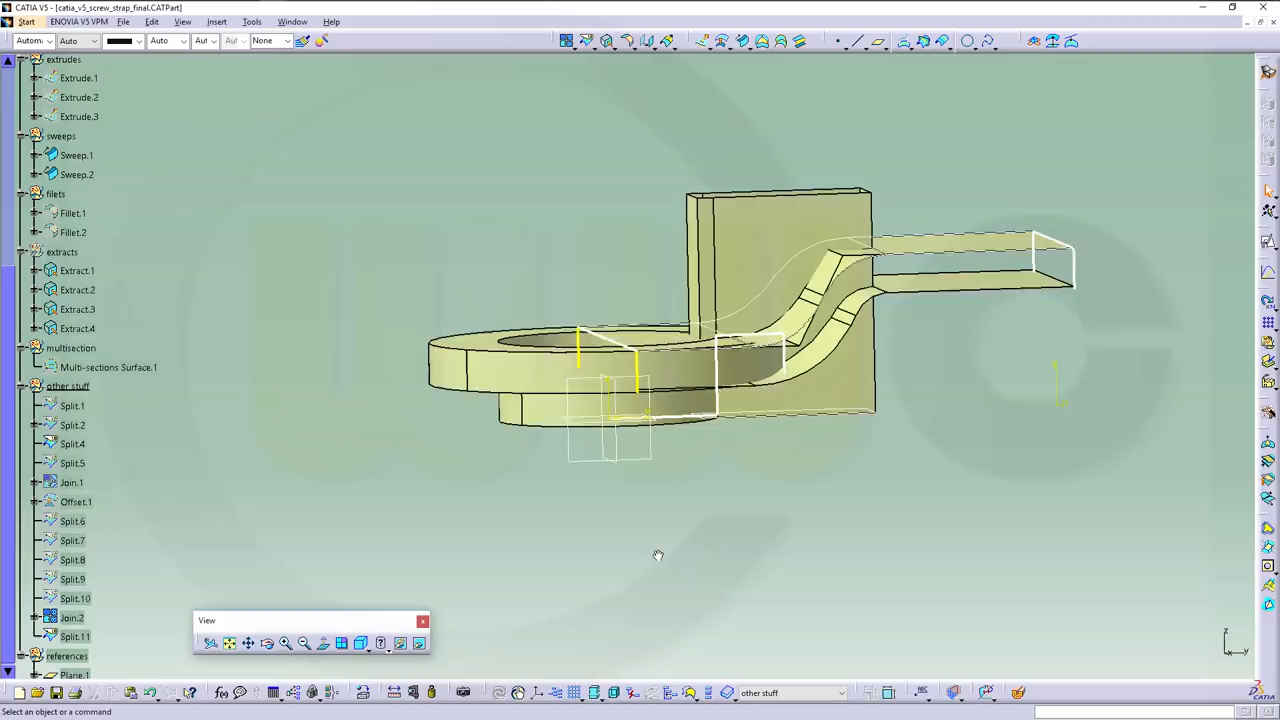 CATIA V5 - [catia_v5_screw_strap_final.CATPart]
Start ENOVIA V5 VPM File Edit View Insert Tools Window Help
Autom Auto Auto Aut Aut None
extrudes
Extrude.1
Extrude.2
Extrude.3
sweeps
Sweep.1
Sweep.2
filets
Fillet.1
Fillet.2
extracts
Extract.1
Extract.2
Extract.3
Extract.4
multisection
Multi-sections Surface.1
other stuff
Split.1
Split.2
Split.4
Split.5
Join.1
Offset.1
Split.6
Split.7
Split.8
Split.9
Split.10
Join.2
Split.11
references
Plane.1
View
z
y
other stuff
Select an object or a command